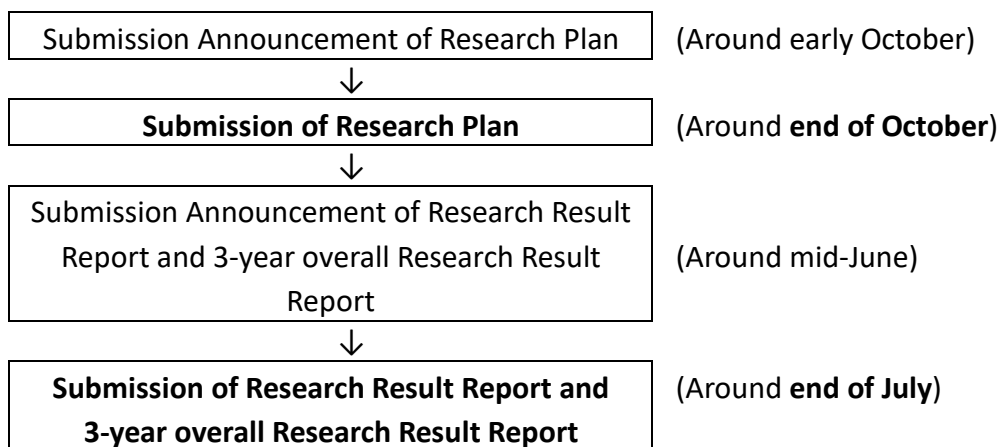 Submission Announcement of Research Plan (Around early October)
↓
Submission of Research Plan (Around end of October)
↓
Submission Announcement of Research Result
Report and 3-year overall Research Result
Report
(Around mid-June)
↓
Submission of Research Result Report and
3-year overall Research Result Report
(Around end of July)